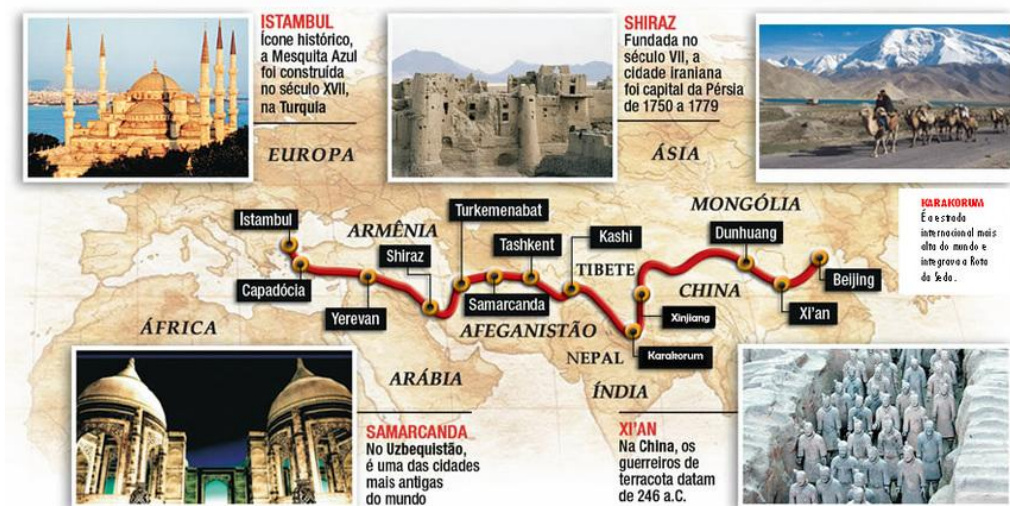 ISTAMBUL
Ícone histórico,
a Mesquita Azul
foi construída
no século XVII,
na Turquia
SHIRAZ
Fundada no
século VII, a
cidade iraniana
foi capital da Pérsia
de 1750 a 1779
EUROPA
ÁSIA
KARAKORUM
É a estrada
internacional mais
alta do mundo e
integrava a Rota
da Seda.
MONGÓLIA
Istambul
ARMÊNIA
Turkemenabat
Shiraz
Tashkent
Kashi
Dunhuang
TIBETE
Capadócia
Samarcanda
CHINA
Beijing
Yerevan
Xinjiang
Xi'an
ÁFRICA
AFEGANISTÃO
NEPAL
Karakorum
ARÁBIA
ÍNDIA
SAMARCANDA
No Uzbequistão,
é uma das cidades
mais antigas
do mundo
XI'AN
Na China, os
guerreiros de
terracota datam
de 246 a.C.